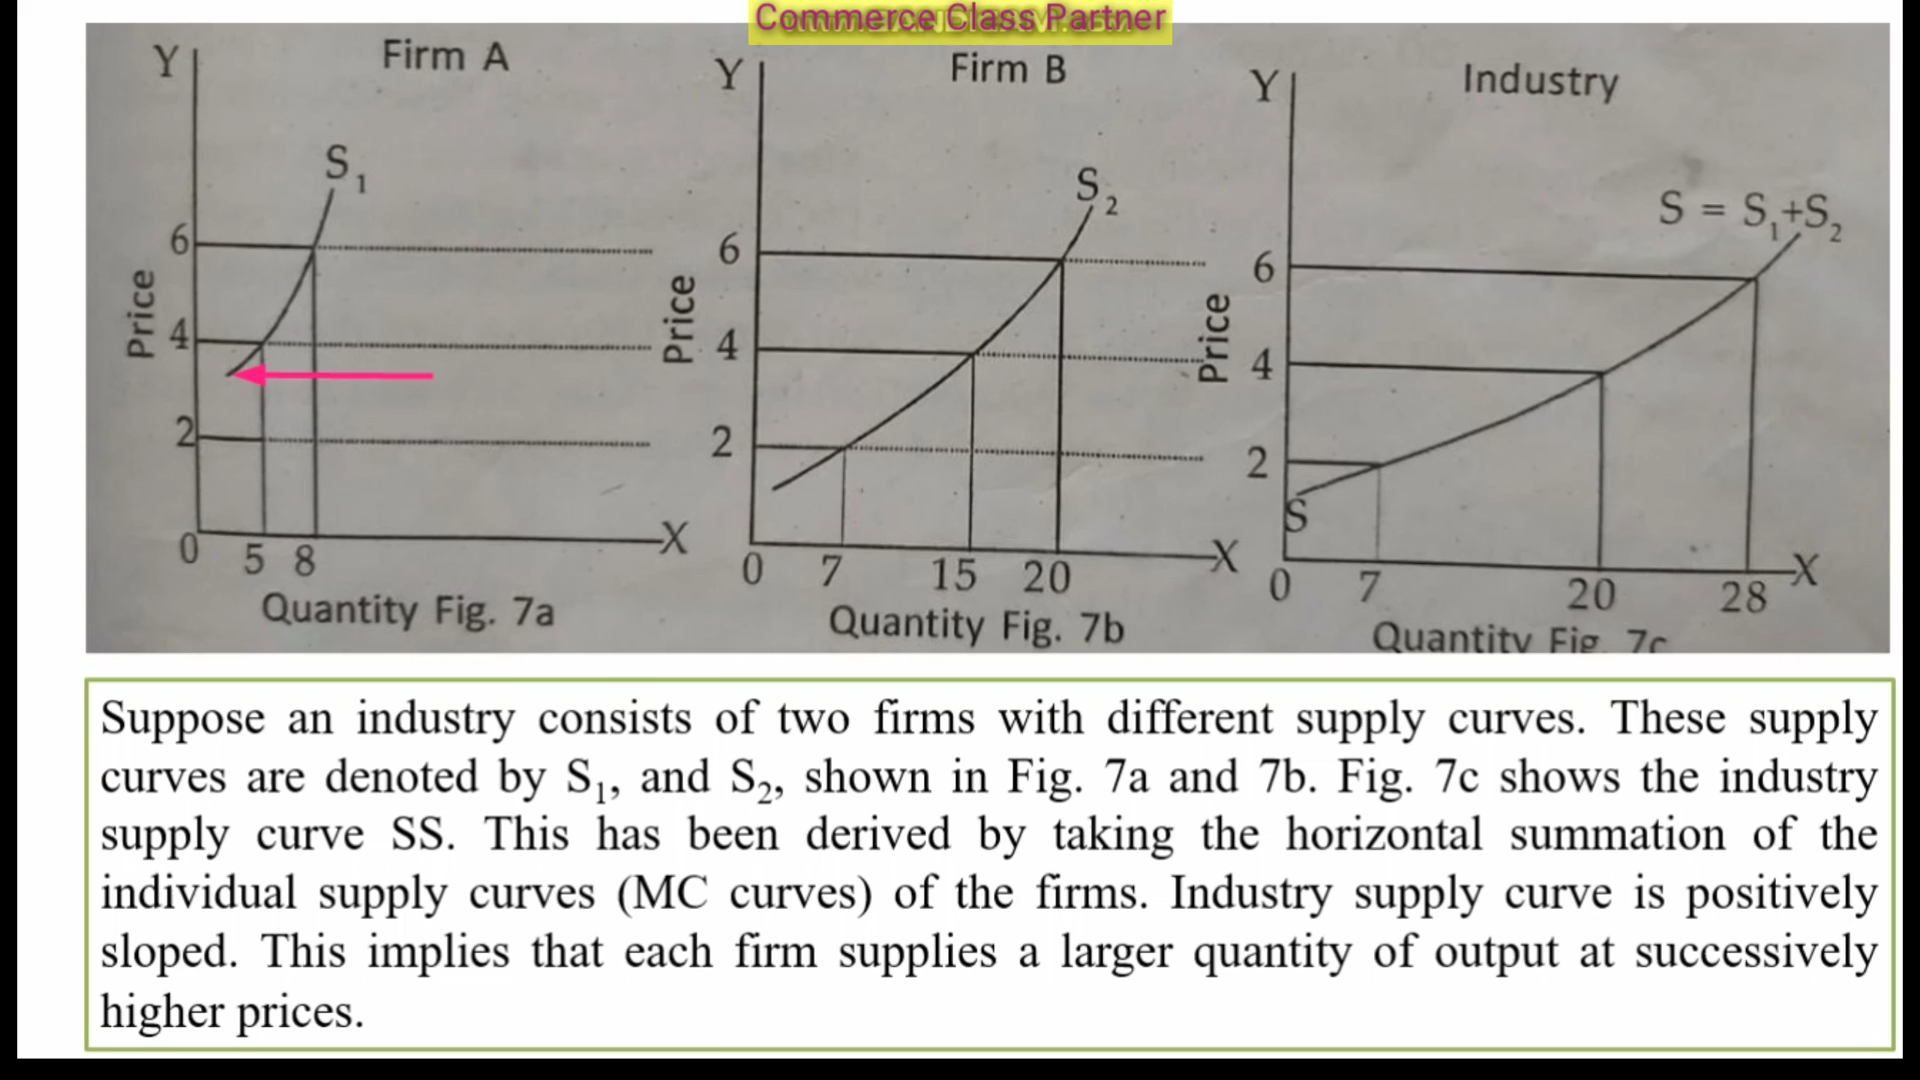 Commerce Class Partner
Y
Firm A
S1
6
4
2
0
5 8
X
Price
Quantity Fig. 7a
Y
Firm B
S2
6
4
2
0
7
15
20
X
Price
Quantity Fig. 7b
Y
Industry
S = S1+S2
6
4
2
S
0
7
20
28
X
Price
Quantity Fig. 7c
Suppose an industry consists of two firms with different supply
curves. These supply curves are denoted by S1, and S2, shown in Fig. 7a and 7b. Fig. 7c shows the industry
supply curve SS. This has been derived by taking the horizontal summation of the
individual supply curves (MC curves) of the firms. Industry supply curve is positively
sloped. This implies that each firm supplies a larger quantity of output at successively
higher prices.